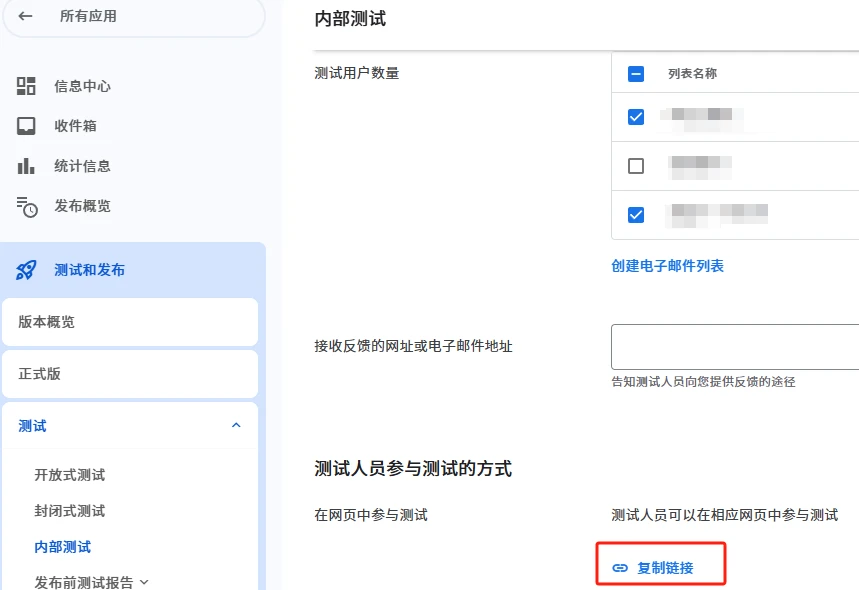 所有应用
信息中心
收件箱
统计信息
发布概览
测试和发布
版本概览
正式版
测试
开放式测试
封闭式测试
内部测试
发布前测试报告
内部测试
测试用户数量
列表名称
创建电子邮件列表
接收反馈的网址或电子邮件地址
告知测试人员向您提供反馈的途径
测试人员参与测试的方式
在网页中参与测试
测试人员可以在相应网页中参与测试
复制链接